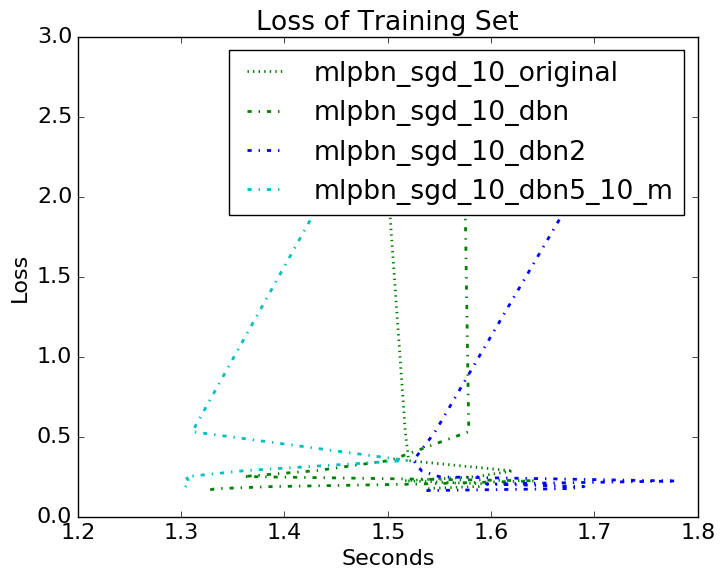 Loss of Training Set
3.0
2.5
2.0
1.5
1.0
0.5
0.0
Loss
mlpbn_sgd_10_original
mlpbn_sgd_10_dbn
mlpbn_sgd_10_dbn2
mlpbn_sgd_10_dbn5_10_m
1.2 1.3 1.4 1.5 1.6 1.7 1.8
Seconds